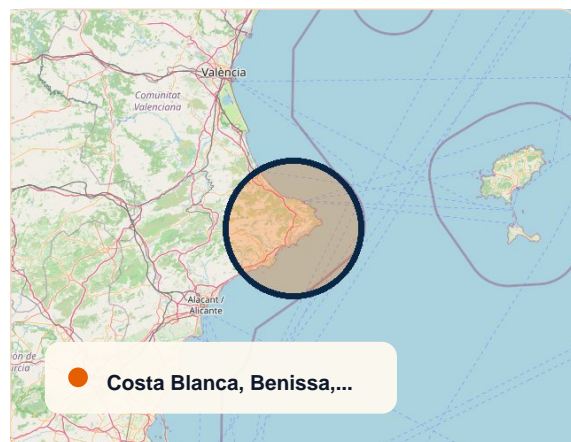 València
Comunitat
Valenciana
Alacant /
Alicante
Costa Blanca, Benissa,...